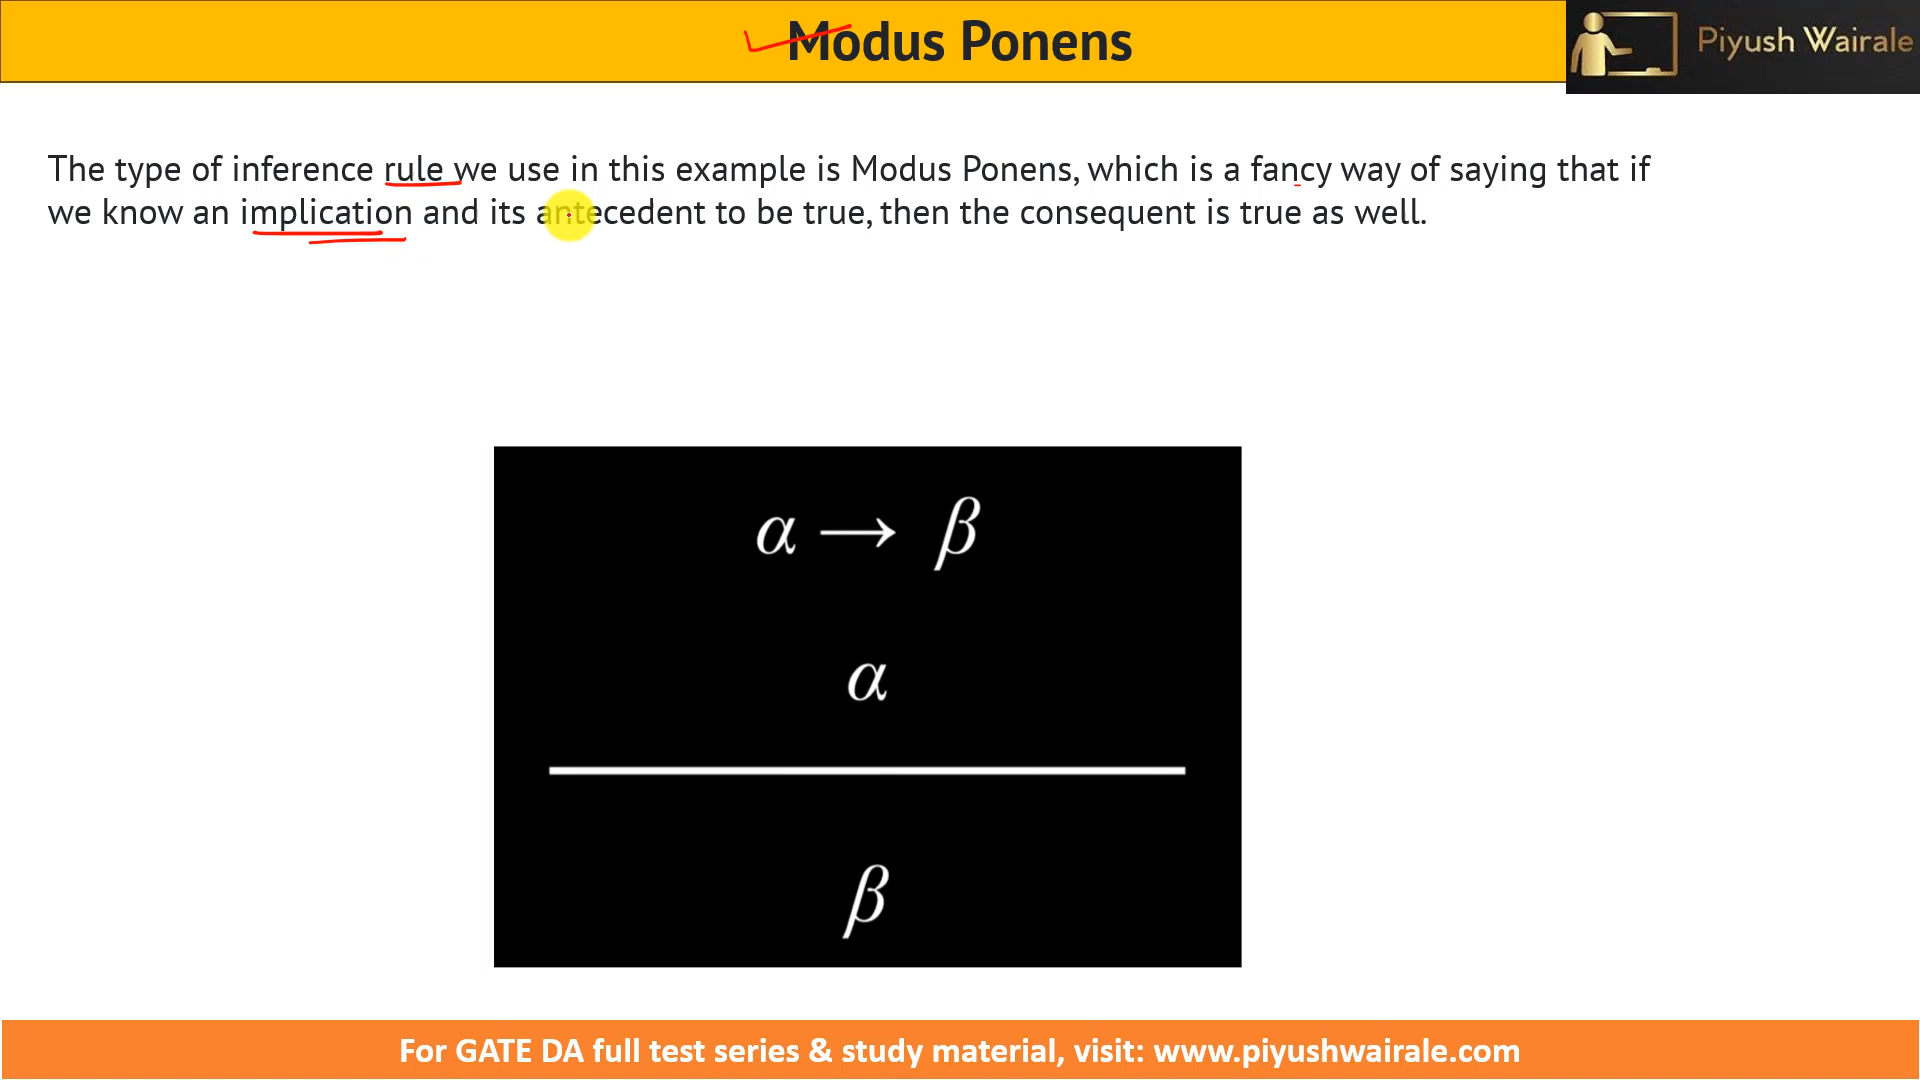 Modus Ponens
Piyush Wairale
The type of inference rule we use in this example is Modus Ponens, which is a fancy way of saying that if
we know an implication and its antecedent to be true, then the consequent is true as well.
α → β
α
β
For GATE DA full test series & study material, visit: www.piyushwairale.com